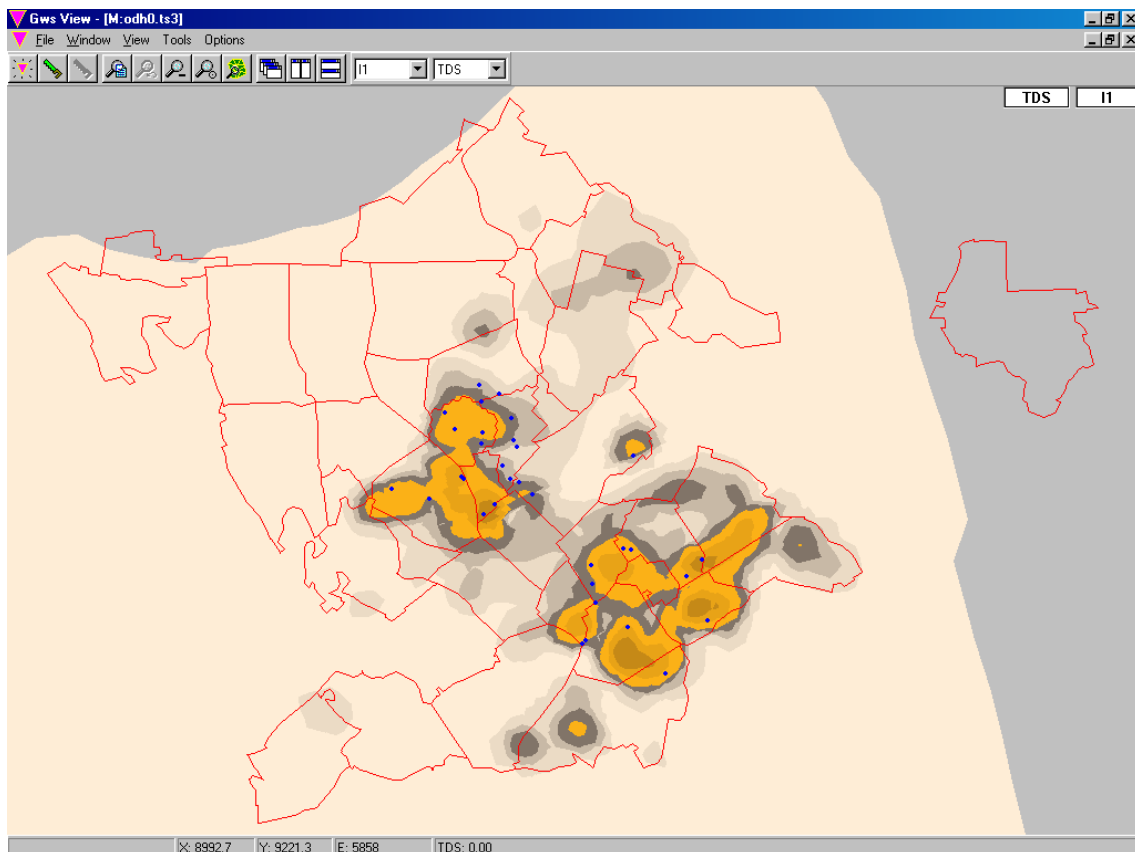 Gws View - [M:odh0.ts3]
File Window View Tools Options
I1 TDS
TDS I1
X: 8992.7 Y: 9221.3 E: 5858 TDS: 0.00